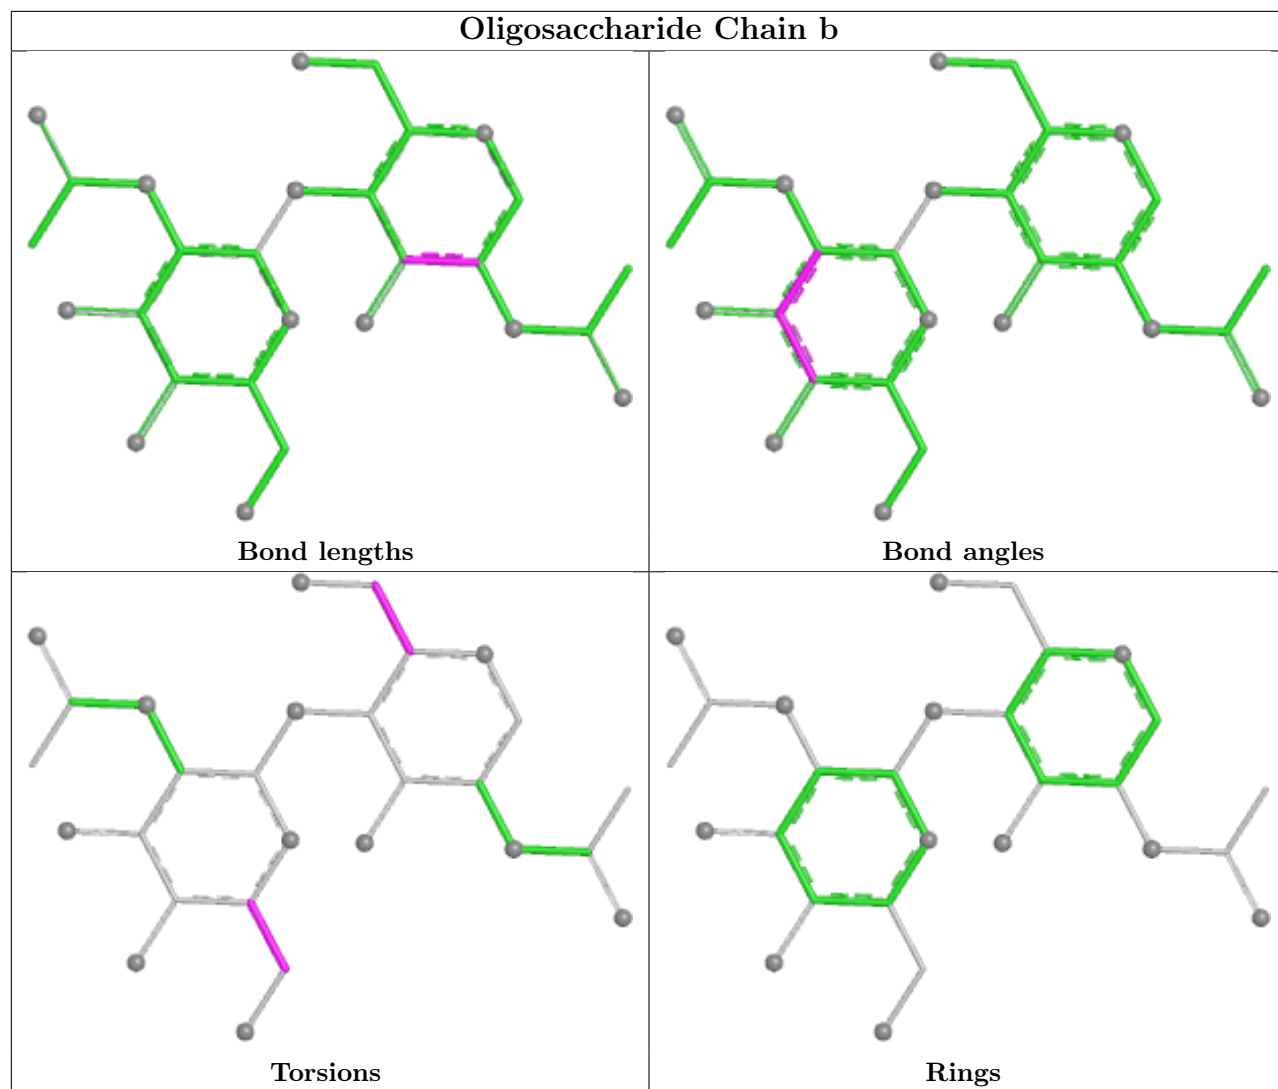 Oligosaccharide Chain b
Bond lengths
Bond angles
Torsions
Rings